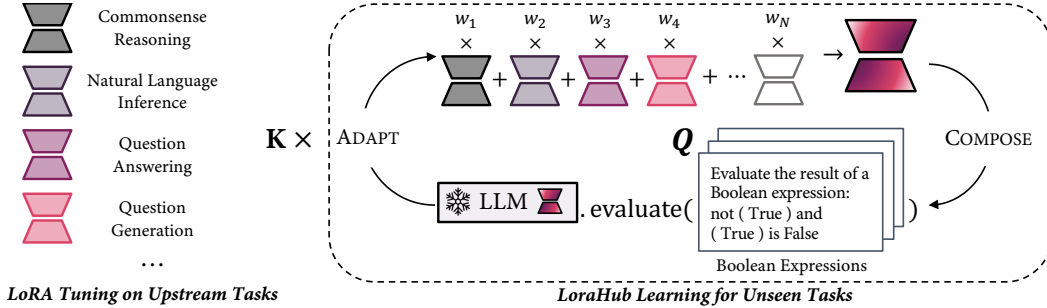 Commonsense
Reasoning
Natural Language
Inference
Question
Answering
Question
Generation
...
LoRA Tuning on Upstream Tasks
w1 w2 w3 w4 wN
× × × × ×
+ + + + ... →
K × ADAPT
COMPOSE
Q
Evaluate the result of a
Boolean expression:
not ( True ) and
( True ) is False
LLM .evaluate( )
Boolean Expressions
LoraHub Learning for Unseen Tasks